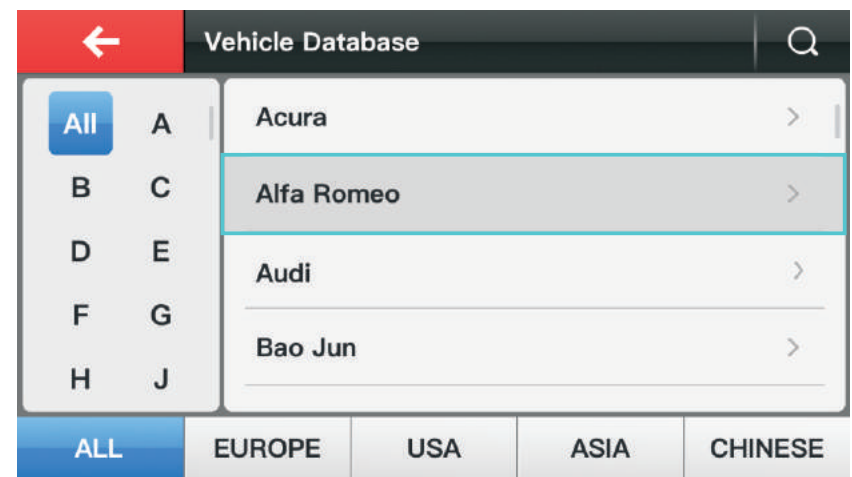 Vehicle Database
All A
B C
D E
F G
H J
Acura
Alfa Romeo
Audi
Bao Jun
ALL EUROPE USA ASIA CHINESE